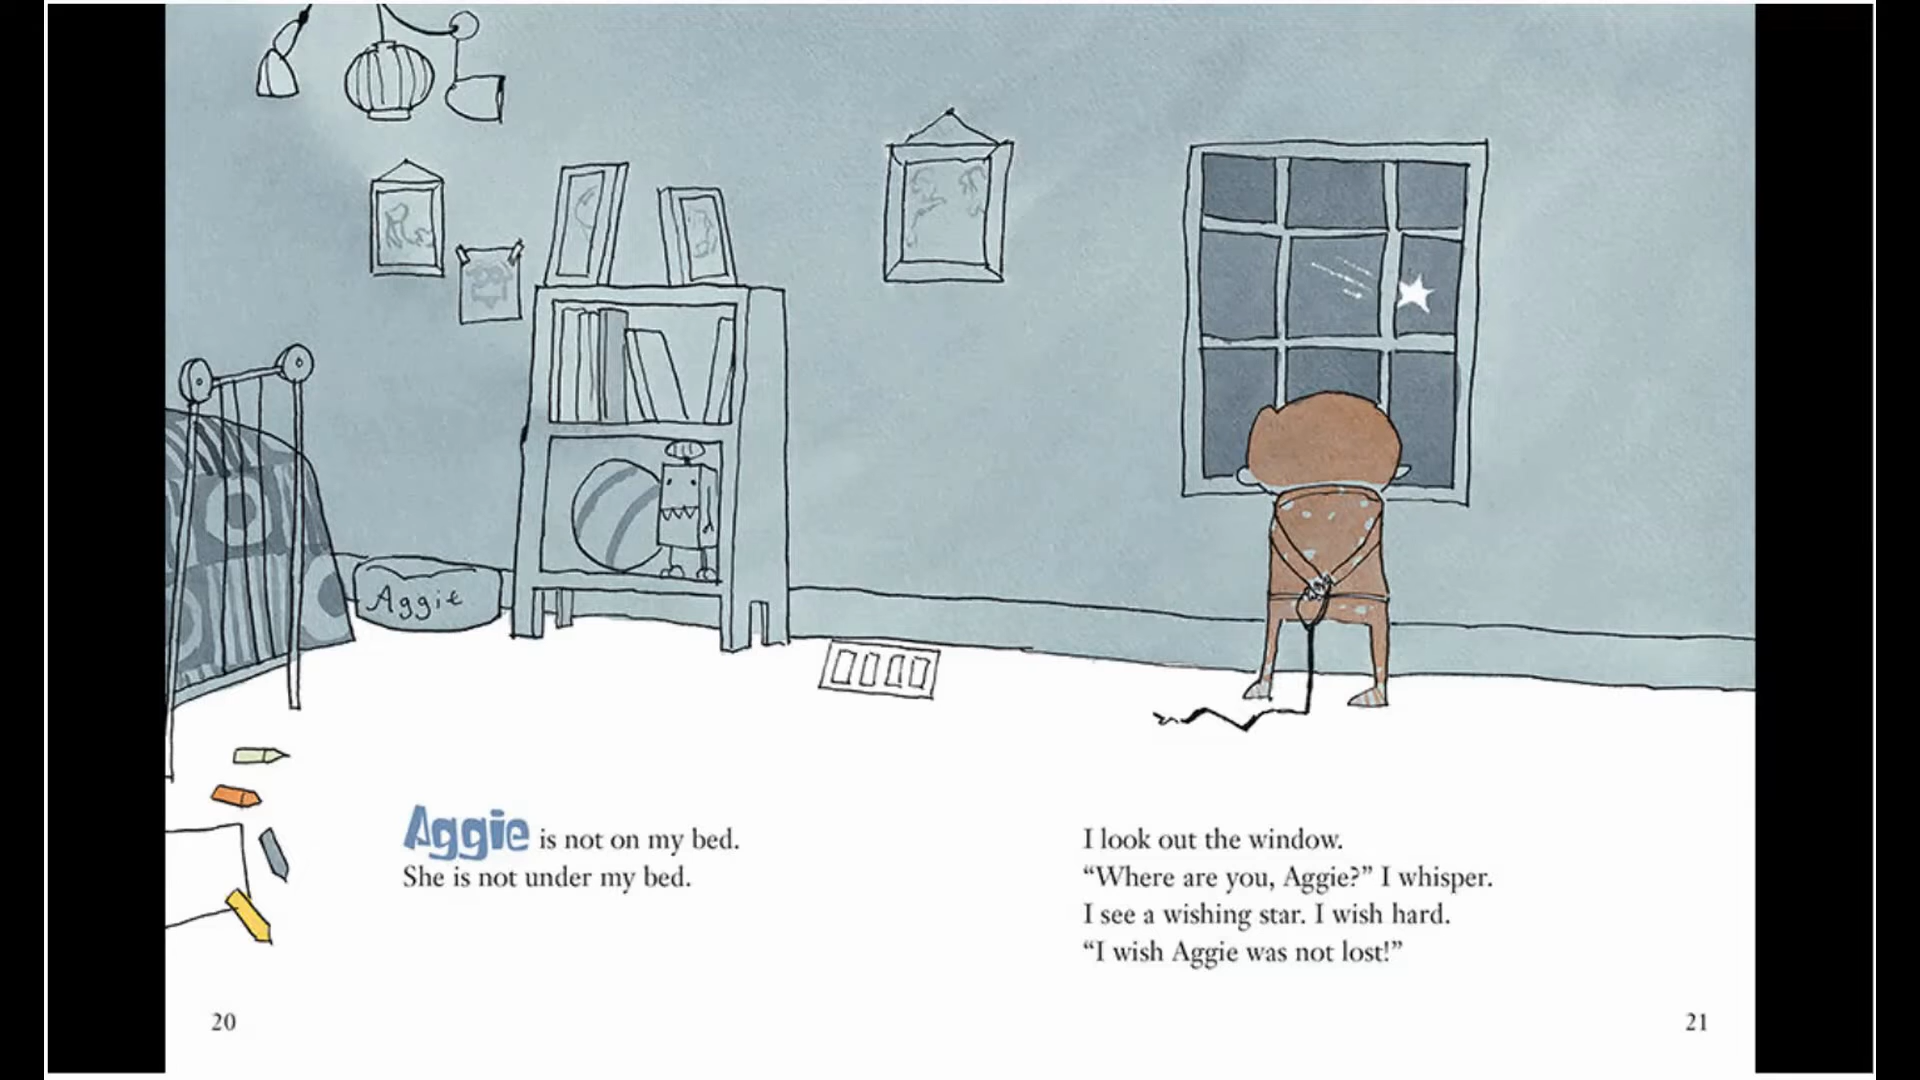 Aggie
Aggie is not on my bed.
She is not under my bed.
20
I look out the window.
“Where are you, Aggie?” I whisper.
I see a wishing star. I wish hard.
“I wish Aggie was not lost!”
21